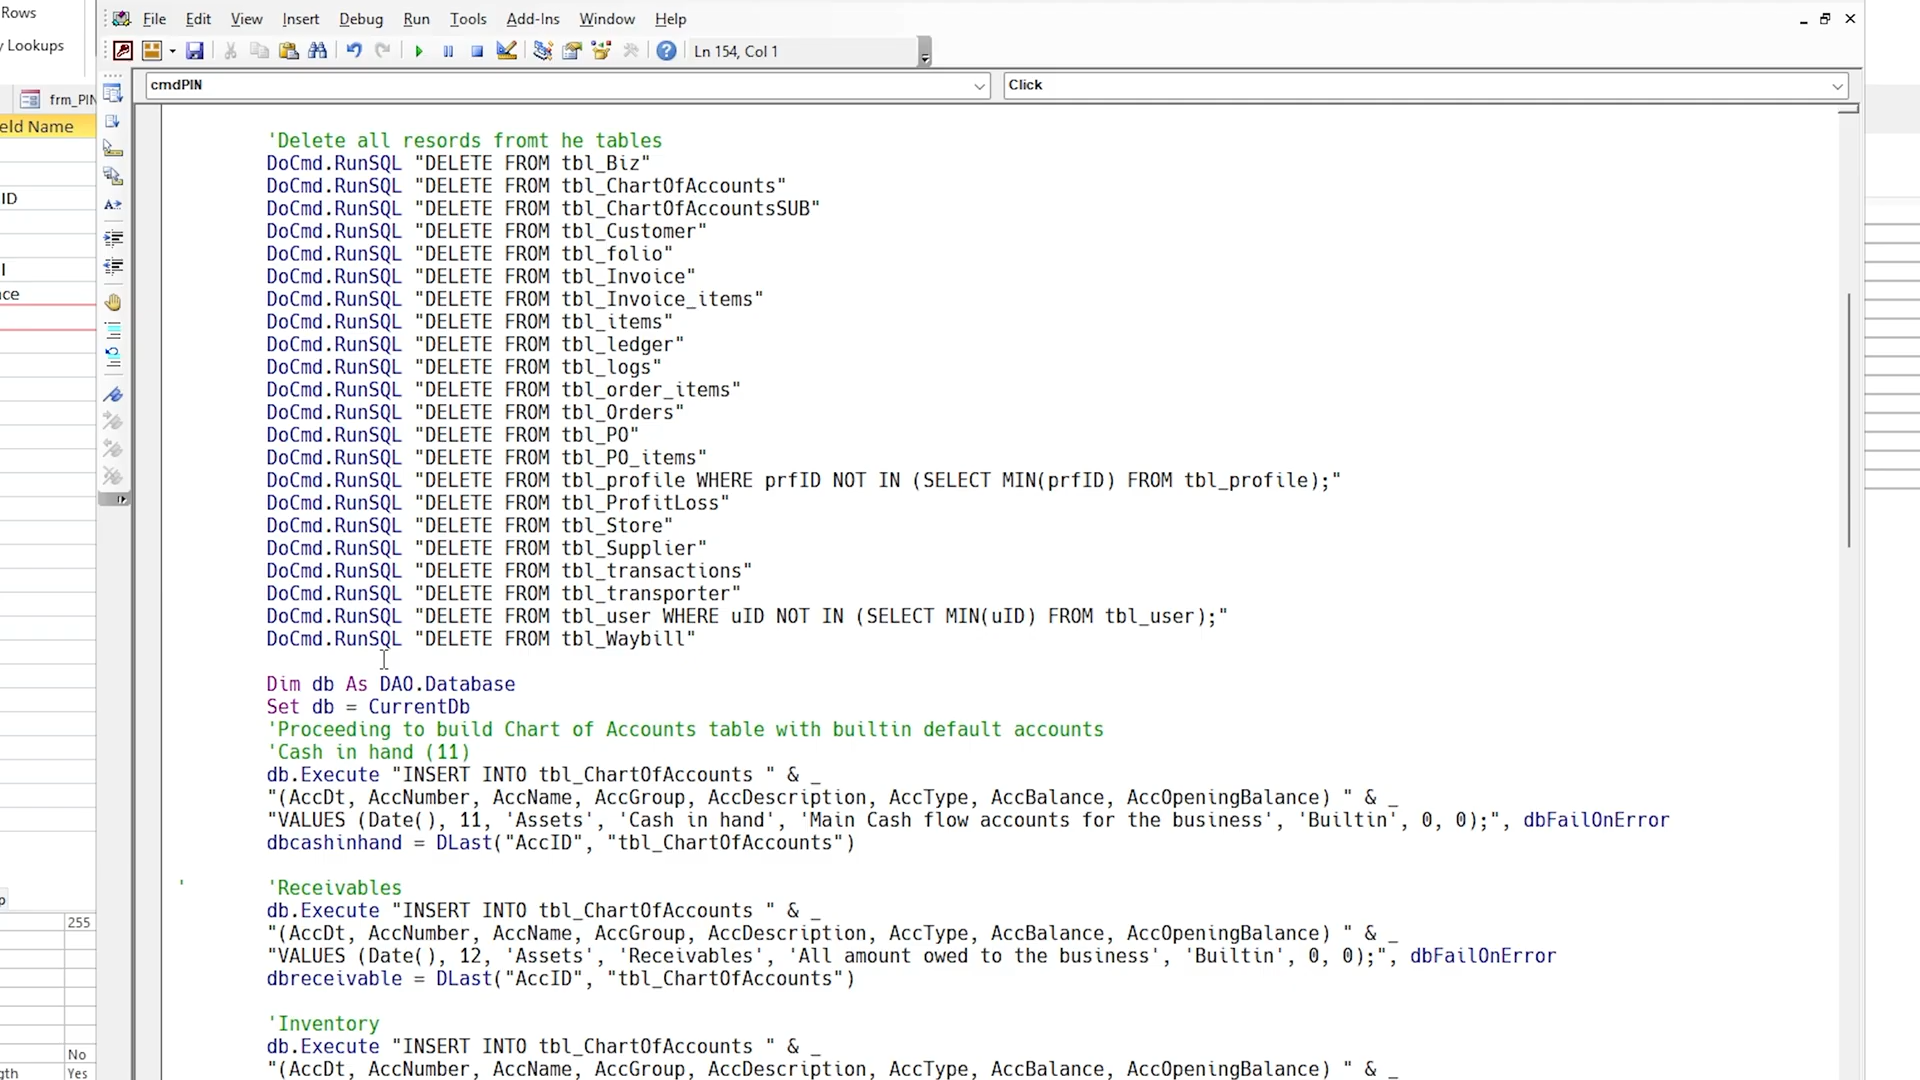 Rows
File Edit View Insert Debug Run Tools Add-Ins Window Help
Lookups
Ln 154, Col 1
frm_PIN
cmdPIN
Click
eld Name
ID
'Delete all resords fromt he tables
DoCmd.RunSQL "DELETE FROM tbl_Biz"
DoCmd.RunSQL "DELETE FROM tbl_ChartOfAccounts"
DoCmd.RunSQL "DELETE FROM tbl_ChartOfAccountsSUB"
DoCmd.RunSQL "DELETE FROM tbl_Customer"
DoCmd.RunSQL "DELETE FROM tbl_folio"
DoCmd.RunSQL "DELETE FROM tbl_Invoice"
DoCmd.RunSQL "DELETE FROM tbl_Invoice_items"
DoCmd.RunSQL "DELETE FROM tbl_items"
DoCmd.RunSQL "DELETE FROM tbl_ledger"
DoCmd.RunSQL "DELETE FROM tbl_logs"
DoCmd.RunSQL "DELETE FROM tbl_order_items"
DoCmd.RunSQL "DELETE FROM tbl_Orders"
DoCmd.RunSQL "DELETE FROM tbl_PO"
DoCmd.RunSQL "DELETE FROM tbl_PO_items"
DoCmd.RunSQL "DELETE FROM tbl_profile WHERE prfID NOT IN (SELECT MIN(prfID) FROM tbl_profile);"
DoCmd.RunSQL "DELETE FROM tbl_ProfitLoss"
DoCmd.RunSQL "DELETE FROM tbl_Store"
DoCmd.RunSQL "DELETE FROM tbl_Supplier"
DoCmd.RunSQL "DELETE FROM tbl_transactions"
DoCmd.RunSQL "DELETE FROM tbl_transporter"
DoCmd.RunSQL "DELETE FROM tbl_user WHERE uID NOT IN (SELECT MIN(uID) FROM tbl_user);"
DoCmd.RunSQL "DELETE FROM tbl_Waybill"
Dim db As DAO.Database
Set db = CurrentDb
'Proceeding to build Chart of Accounts table with builtin default accounts
'Cash in hand (11)
db.Execute "INSERT INTO tbl_ChartOfAccounts " & _
"(AccDt, AccNumber, AccName, AccGroup, AccDescription, AccType, AccBalance, AccOpeningBalance) " & _
"VALUES (Date(), 11, 'Assets', 'Cash in hand', 'Main Cash flow accounts for the business', 'Builtin', 0, 0);", dbFailOnError
dbcashinhand = DLast("AccID", "tbl_ChartOfAccounts")
' 'Receivables
db.Execute "INSERT INTO tbl_ChartOfAccounts " & _
"(AccDt, AccNumber, AccName, AccGroup, AccDescription, AccType, AccBalance, AccOpeningBalance) " & _
"VALUES (Date(), 12, 'Assets', 'Receivables', 'All amount owed to the business', 'Builtin', 0, 0);", dbFailOnError
dbreceivable = DLast("AccID", "tbl_ChartOfAccounts")
'Inventory
db.Execute "INSERT INTO tbl_ChartOfAccounts " & _
"(AccDt, AccNumber, AccName, AccGroup, AccDescription, AccType, AccBalance, AccOpeningBalance) " & _
255
No
Yes